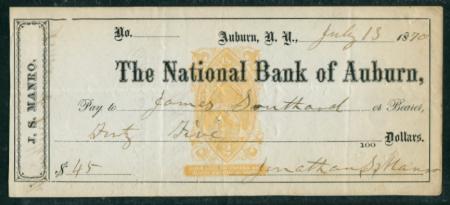 No. Auburn, N. Y., July 13 1870
The National Bank of Auburn,
Pay to James Southard or Bearer,
Forty Five 100 Dollars.
$ 45 Jonathan S. Manro
J. S. MANRO.